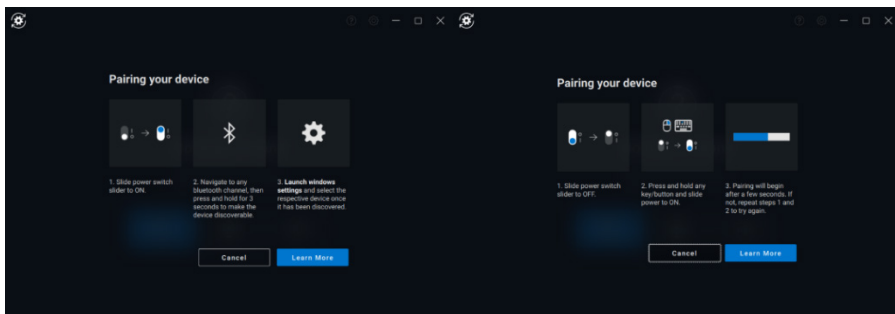 Pairing your device
1. Slide power switch
slider to ON.
2. Navigate to any
bluetooth channel, then
press and hold for 3
seconds to make the
device discoverable.
3. Launch windows
settings and select the
respective device once
it has been discovered.
Cancel
Learn More
Pairing your device
1. Slide power switch
slider to OFF.
2. Press and hold any
key/button and slide
power to ON.
3. Pairing will begin
after a few seconds. If
not, repeat steps 1 and
2 to try again.
Cancel
Learn More